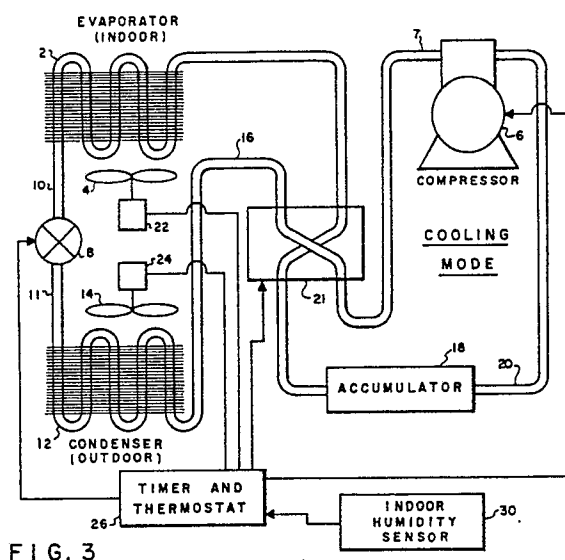 EVAPORATOR
(INDOOR)
2
16
7
6
10
4
22
COMPRESSOR
8
24
COOLING
MODE
11
14
21
18
ACCUMULATOR
20
12
CONDENSER
(OUTDOOR)
TIMER AND
THERMOSTAT
26
INDOOR
HUMIDITY
SENSOR
30
FIG. 3